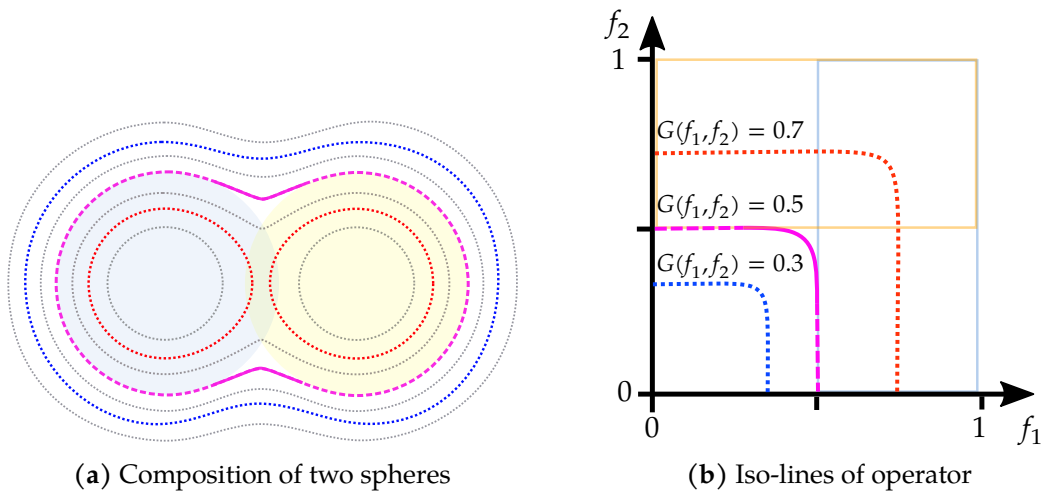 f₂
1
G(f₁, f₂) = 0.7
G(f₁, f₂) = 0.5
G(f₁, f₂) = 0.3
0
0
1
f₁
(a) Composition of two spheres
(b) Iso-lines of operator